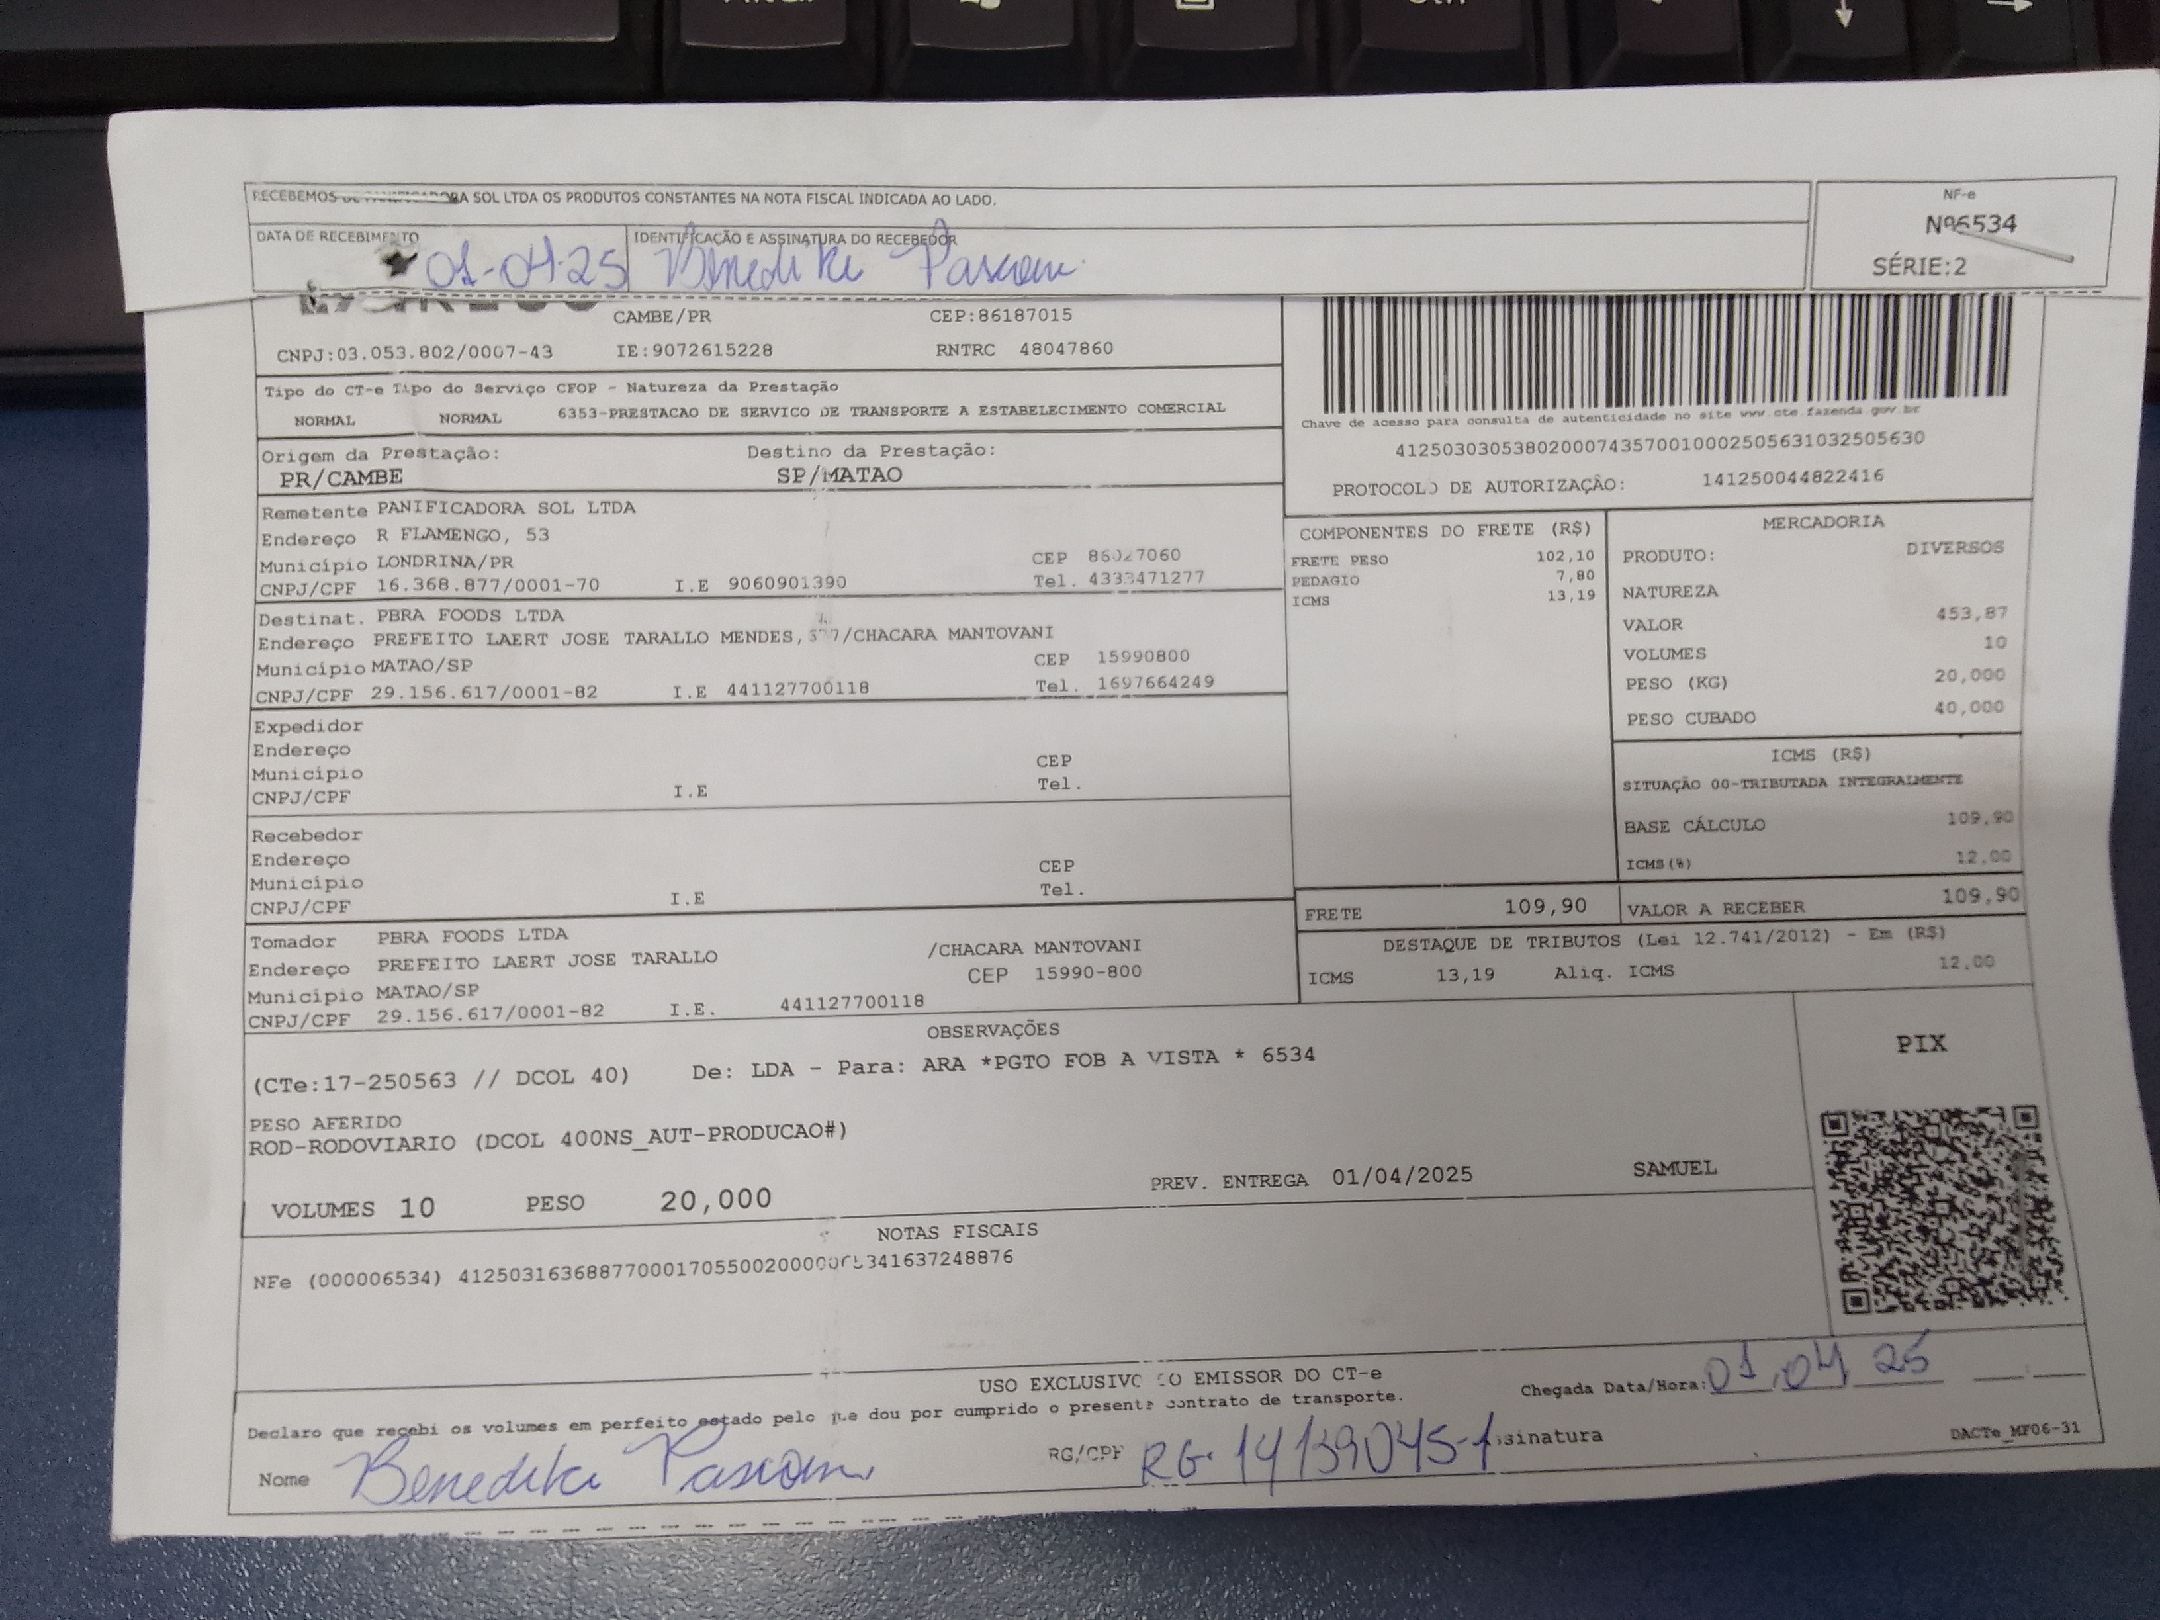 RECEBEMOS DE PANIFICADORA SOL LTDA OS PRODUTOS CONSTANTES NA NOTA FISCAL INDICADA AO LADO.
DATA DE RECEBIMENTO
01-04-25
IDENTIFICAÇÃO E ASSINATURA DO RECEBEDOR
NF-e
Nº6534
SÉRIE:2
CAMBE/PR CEP:86187015
CNPJ:03.053.802/0007-43 IE:9072615228 RNTRC 48047860
Tipo do CT-e Tipo do Serviço CFOP - Natureza da Prestação
NORMAL NORMAL 6353-PRESTACAO DE SERVICO DE TRANSPORTE A ESTABELECIMENTO COMERCIAL
Origem da Prestação: Destino da Prestação:
PR/CAMBE SP/MATAO
Chave de acesso para consulta de autenticidade no site www.cte.fazenda.gov.br
41250303053802000743570010002505631032505630
PROTOCOLO DE AUTORIZAÇÃO: 141250044822416
Remetente PANIFICADORA SOL LTDA
Endereço R FLAMENGO, 53
Município LONDRINA/PR CEP 86027060
CNPJ/CPF 16.368.877/0001-70 I.E 9060901390 Tel. 4333471277
Destinat. PBRA FOODS LTDA
Endereço PREFEITO LAERT JOSE TARALLO MENDES, /CHACARA MANTOVANI
Município MATAO/SP CEP 15990800
CNPJ/CPF 29.156.617/0001-82 I.E 441127700118 Tel. 1697664249
Expedidor
Endereço
Município CEP
CNPJ/CPF I.E Tel.
Recebedor
Endereço
Município CEP
CNPJ/CPF I.E Tel.
Tomador PBRA FOODS LTDA
Endereço PREFEITO LAERT JOSE TARALLO /CHACARA MANTOVANI
Município MATAO/SP CEP 15990-800
CNPJ/CPF 29.156.617/0001-82 I.E. 441127700118
COMPONENTES DO FRETE (R$)
FRETE PESO 102,10
PEDAGIO 7,80
ICMS 13,19
MERCADORIA
PRODUTO: DIVERSOS
NATUREZA
VALOR 453,87
VOLUMES 10
PESO (KG) 20,000
PESO CUBADO 40,000
ICMS (R$)
SITUAÇÃO 00-TRIBUTADA INTEGRALMENTE
BASE CÁLCULO 109,90
ICMS(%) 12,00
FRETE 109,90 VALOR A RECEBER 109,90
DESTAQUE DE TRIBUTOS (Lei 12.741/2012) - Em (R$)
ICMS 13,19 Aliq. ICMS 12,00
OBSERVAÇÕES
(CTe:17-250563 // DCOL 40) De: LDA - Para: ARA *PGTO FOB A VISTA * 6534
PESO AFERIDO
ROD-RODOVIARIO (DCOL 400NS_AUT-PRODUCAO#)
VOLUMES 10 PESO 20,000 PREV. ENTREGA 01/04/2025 SAMUEL
PIX
NOTAS FISCAIS
NFe (000006534)
USO EXCLUSIVO DO EMISSOR DO CT-e
Declaro que recebi os volumes em perfeito estado pelo que dou por cumprido o presente contrato de transporte.
Chegada Data/Hora: 01 04 25
Nome RG/CPF RG. 14139045-1 ssinatura
DACTe_MF06-31